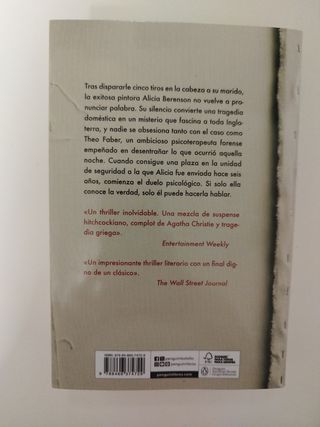 Tras dispararle cinco tiros en la cabeza a su marido,
la exitosa pintora Alicia Berenson no vuelve a pro-
nunciar palabra. Su silencio convierte una tragedia
doméstica en un misterio que fascina a toda Ingla-
terra, y nadie se obsesiona tanto con el caso como
Theo Faber, un ambicioso psicoterapeuta forense
empeñado en desentrañar lo que ocurrió aquella
noche. Cuando consigue una plaza en la unidad
de seguridad a la que Alicia fue enviada hace seis
años, comienza el duelo psicológico. Si solo ella
conoce la verdad, solo él puede hacerla hablar.
«Un thriller inolvidable. Una mezcla de suspense
hitchcockiano, complot de Agatha Christie y trage-
dia griega».
Entertainment Weekly
«Un impresionante thriller literario con un final dig-
no de un clásico».
The Wall Street Journal
penguinlibros.com
FSC